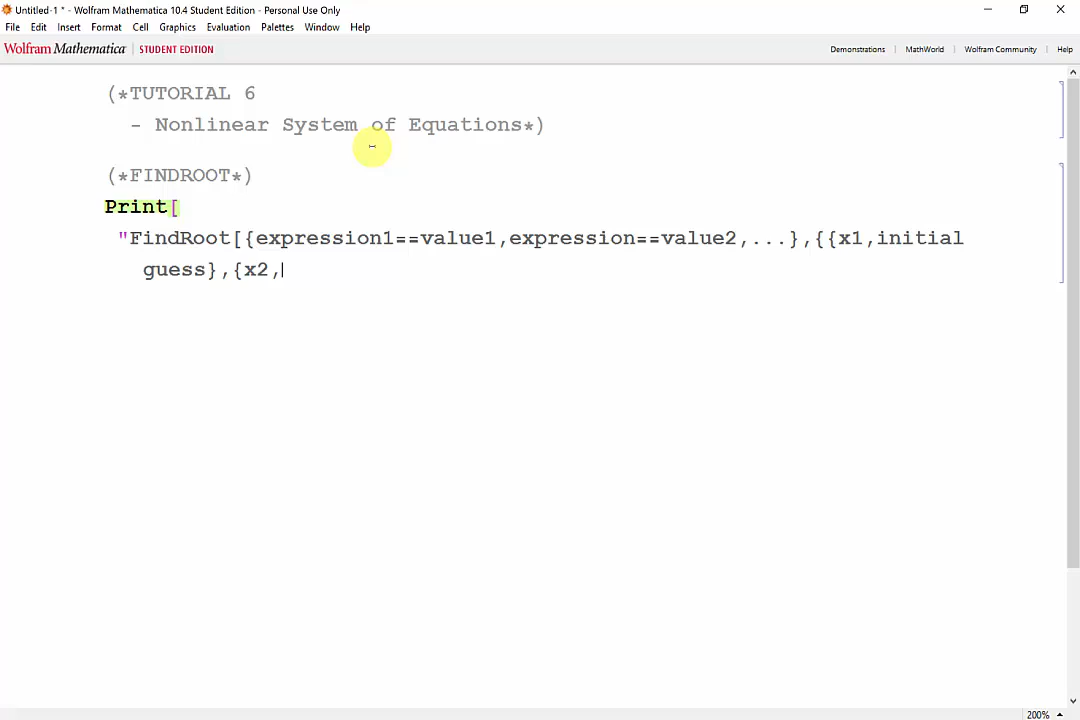 Untitled-1 * - Wolfram Mathematica 10.4 Student Edition - Personal Use Only
File Edit Insert Format Cell Graphics Evaluation Palettes Window Help
Wolfram Mathematica | STUDENT EDITION Demonstrations | MathWorld | Wolfram Community | Help
(*TUTORIAL 6
- Nonlinear System of Equations*)
(*FINDROOT*)
Print[
"FindRoot[{expression1==value1,expression==value2,...},{{x1,initial
guess},{x2,
200%